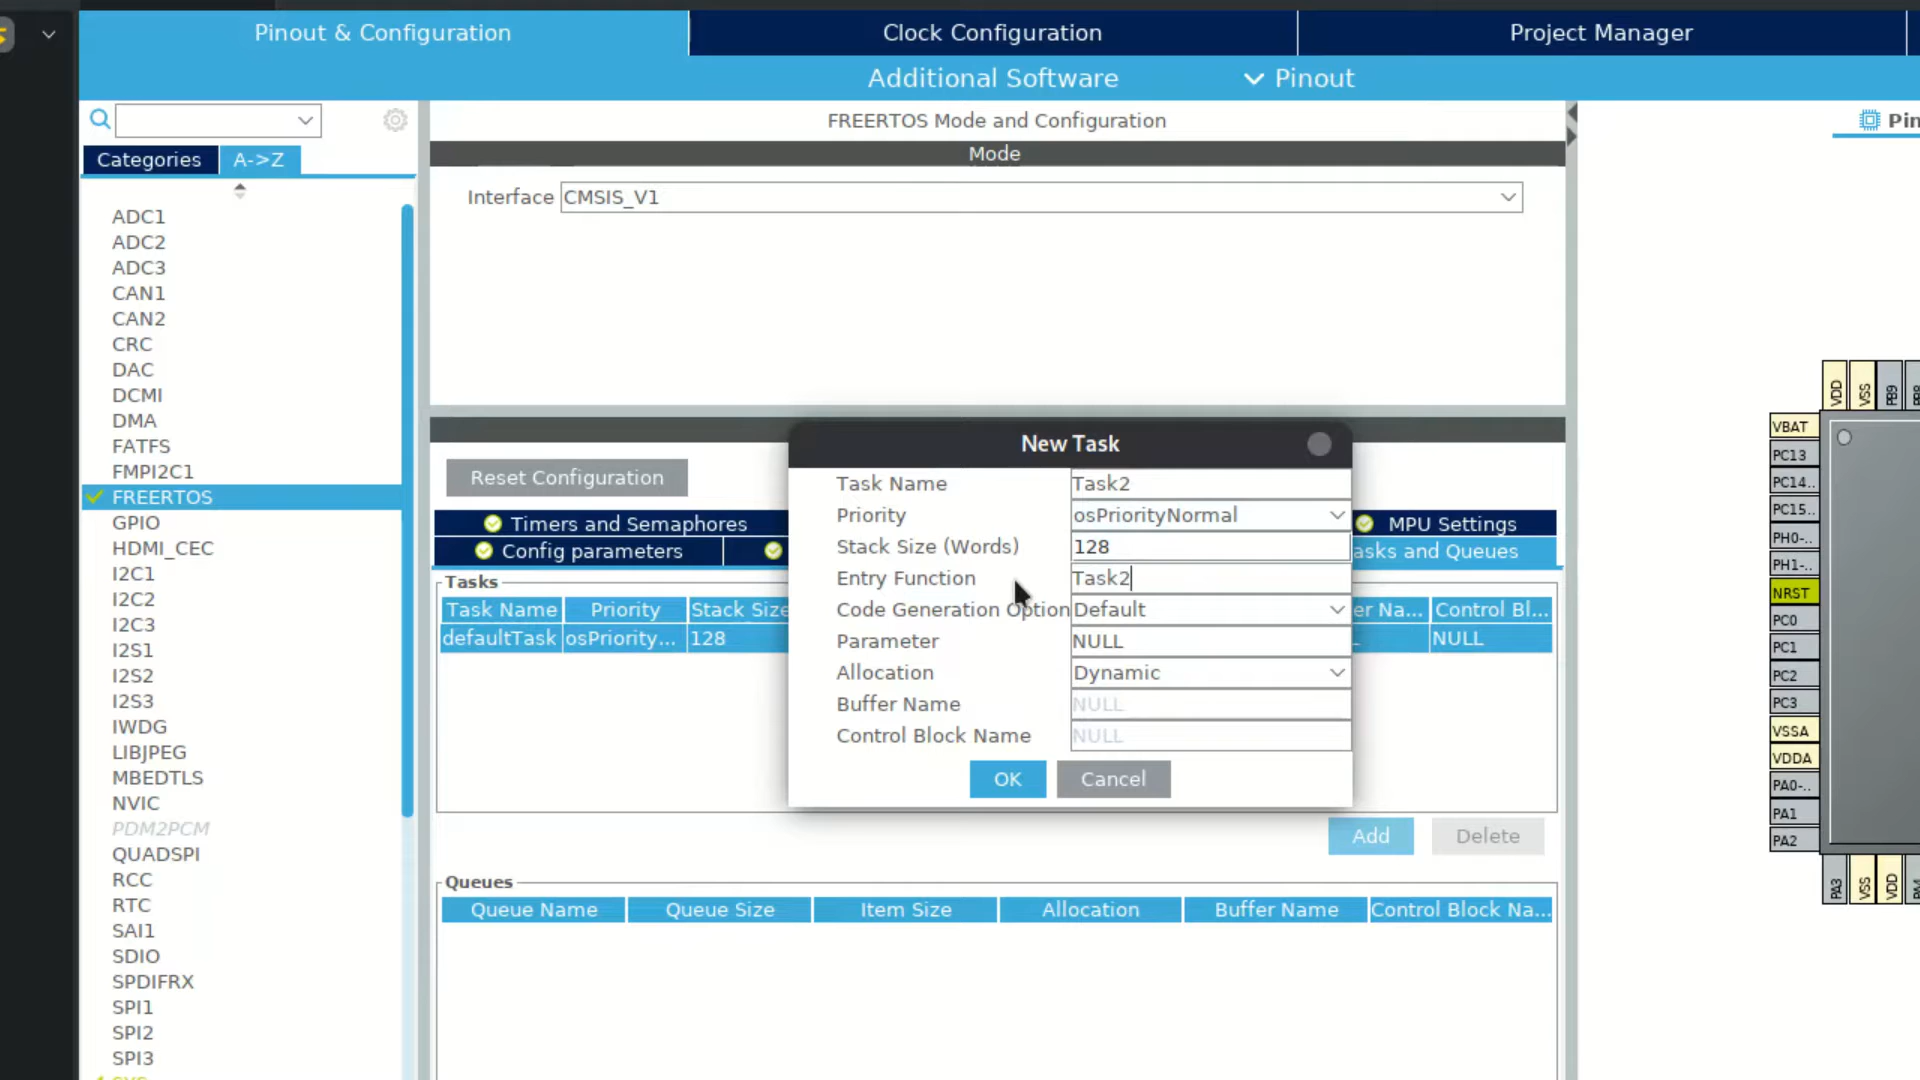 Pinout & Configuration
Clock Configuration
Project Manager
Additional Software
Pinout
Categories
A->Z
ADC1
ADC2
ADC3
CAN1
CAN2
CRC
DAC
DCMI
DMA
FATFS
FMPI2C1
FREERTOS
GPIO
HDMI_CEC
I2C1
I2C2
I2C3
I2S1
I2S2
I2S3
IWDG
LIBJPEG
MBEDTLS
NVIC
PDM2PCM
QUADSPI
RCC
RTC
SAI1
SDIO
SPDIFRX
SPI1
SPI2
SPI3
FREERTOS Mode and Configuration
Mode
Interface CMSIS_V1
Reset Configuration
Timers and Semaphores
MPU Settings
Config parameters
asks and Queues
Tasks
Task Name Priority Stack Size er Na... Control Bl...
defaultTask osPriority... 128 NULL
New Task
Task Name Task2
Priority osPriorityNormal
Stack Size (Words) 128
Entry Function Task2
Code Generation Option Default
Parameter NULL
Allocation Dynamic
Buffer Name NULL
Control Block Name NULL
OK Cancel
Add Delete
Queues
Queue Name Queue Size Item Size Allocation Buffer Name Control Block Na...
Pin
VDD
VSS
PB9
VBAT
PC13
PC14..
PC15..
PH0-..
PH1-..
NRST
PC0
PC1
PC2
PC3
VSSA
VDDA
PA0-..
PA1
PA2
PA3
VSS
VDD